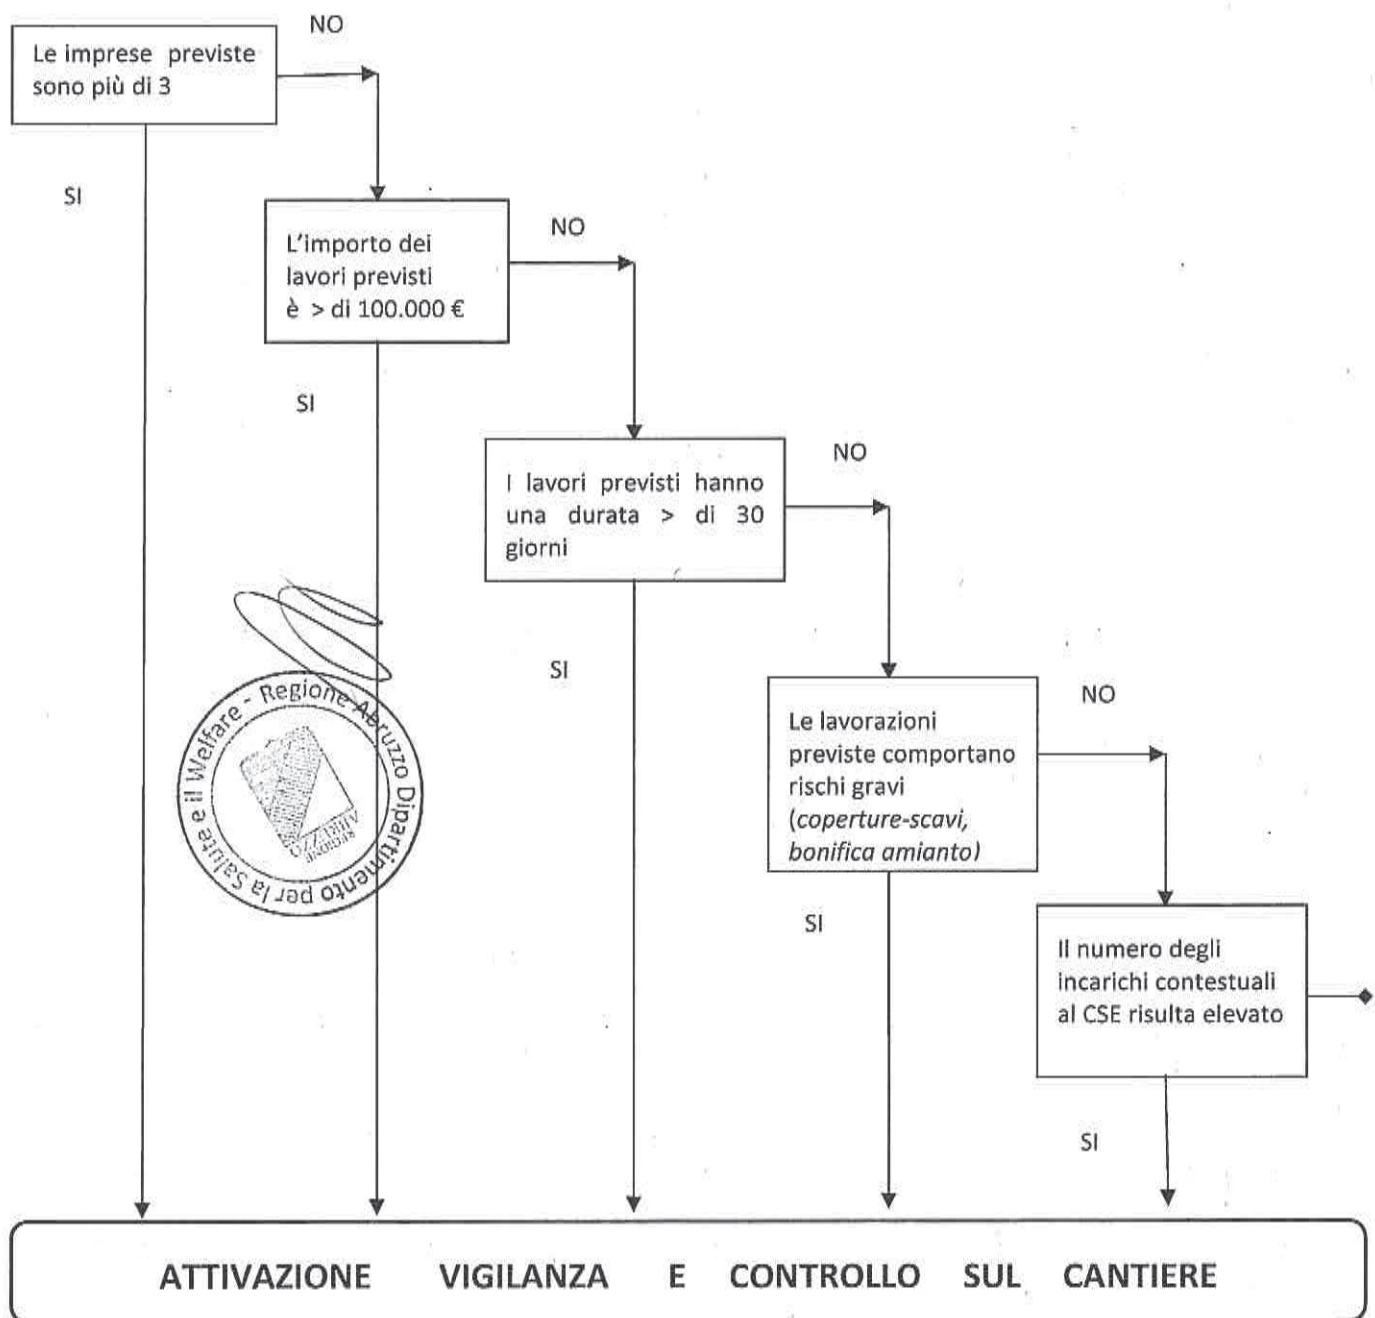 NO
Le imprese previste
sono più di 3
SI
NO
L'importo dei
lavori previsti
è > di 100.000 €
SI
NO
I lavori previsti hanno
una durata > di 30
giorni
SI
NO
Le lavorazioni
previste comportano
rischi gravi
(coperture-scavi,
bonifica amianto)
SI
Il numero degli
incarichi contestuali
al CSE risulta elevato
SI
Regione Abruzzo Dipartimento per la Salute e il Welfare -
REGIONE
ABRUZZO
ATTIVAZIONE VIGILANZA E CONTROLLO SUL CANTIERE